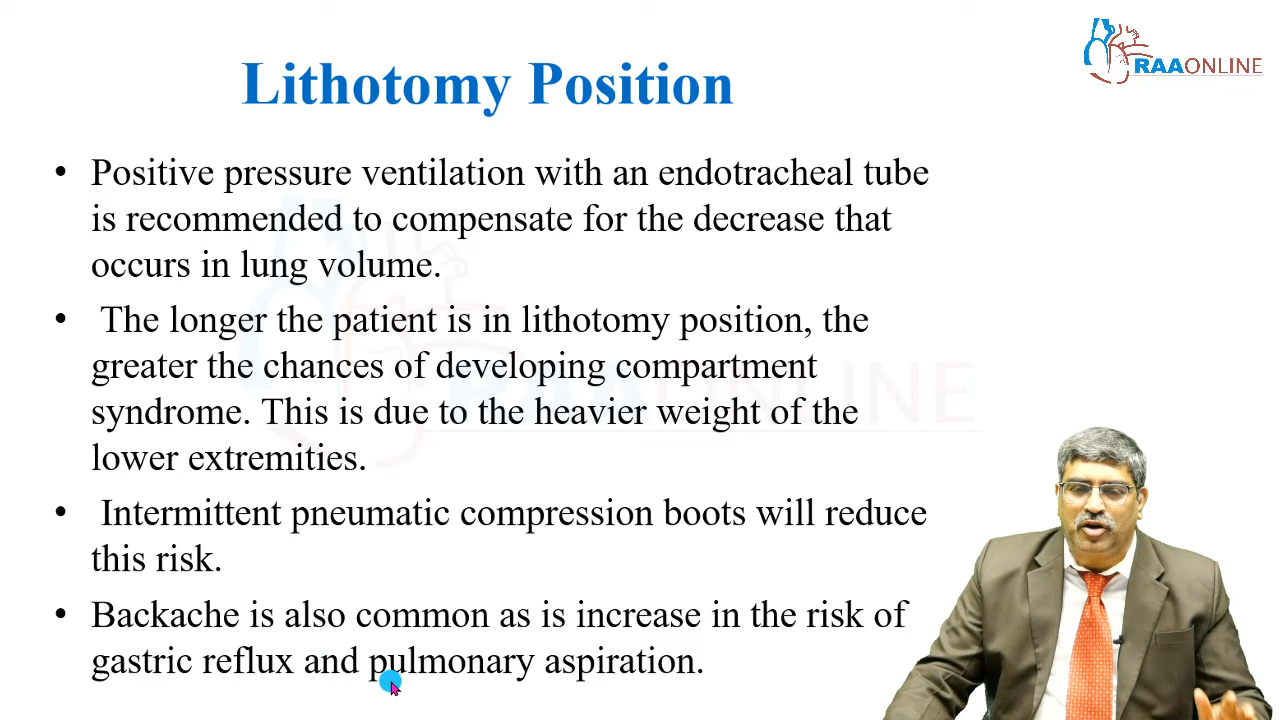 RAAONLINE
Lithotomy Position
• Positive pressure ventilation with an endotracheal tube
is recommended to compensate for the decrease that
occurs in lung volume.
• The longer the patient is in lithotomy position, the
greater the chances of developing compartment
syndrome. This is due to the heavier weight of the
lower extremities.
• Intermittent pneumatic compression boots will reduce
this risk.
• Backache is also common as is increase in the risk of
gastric reflux and pulmonary aspiration.
RAAONLINE